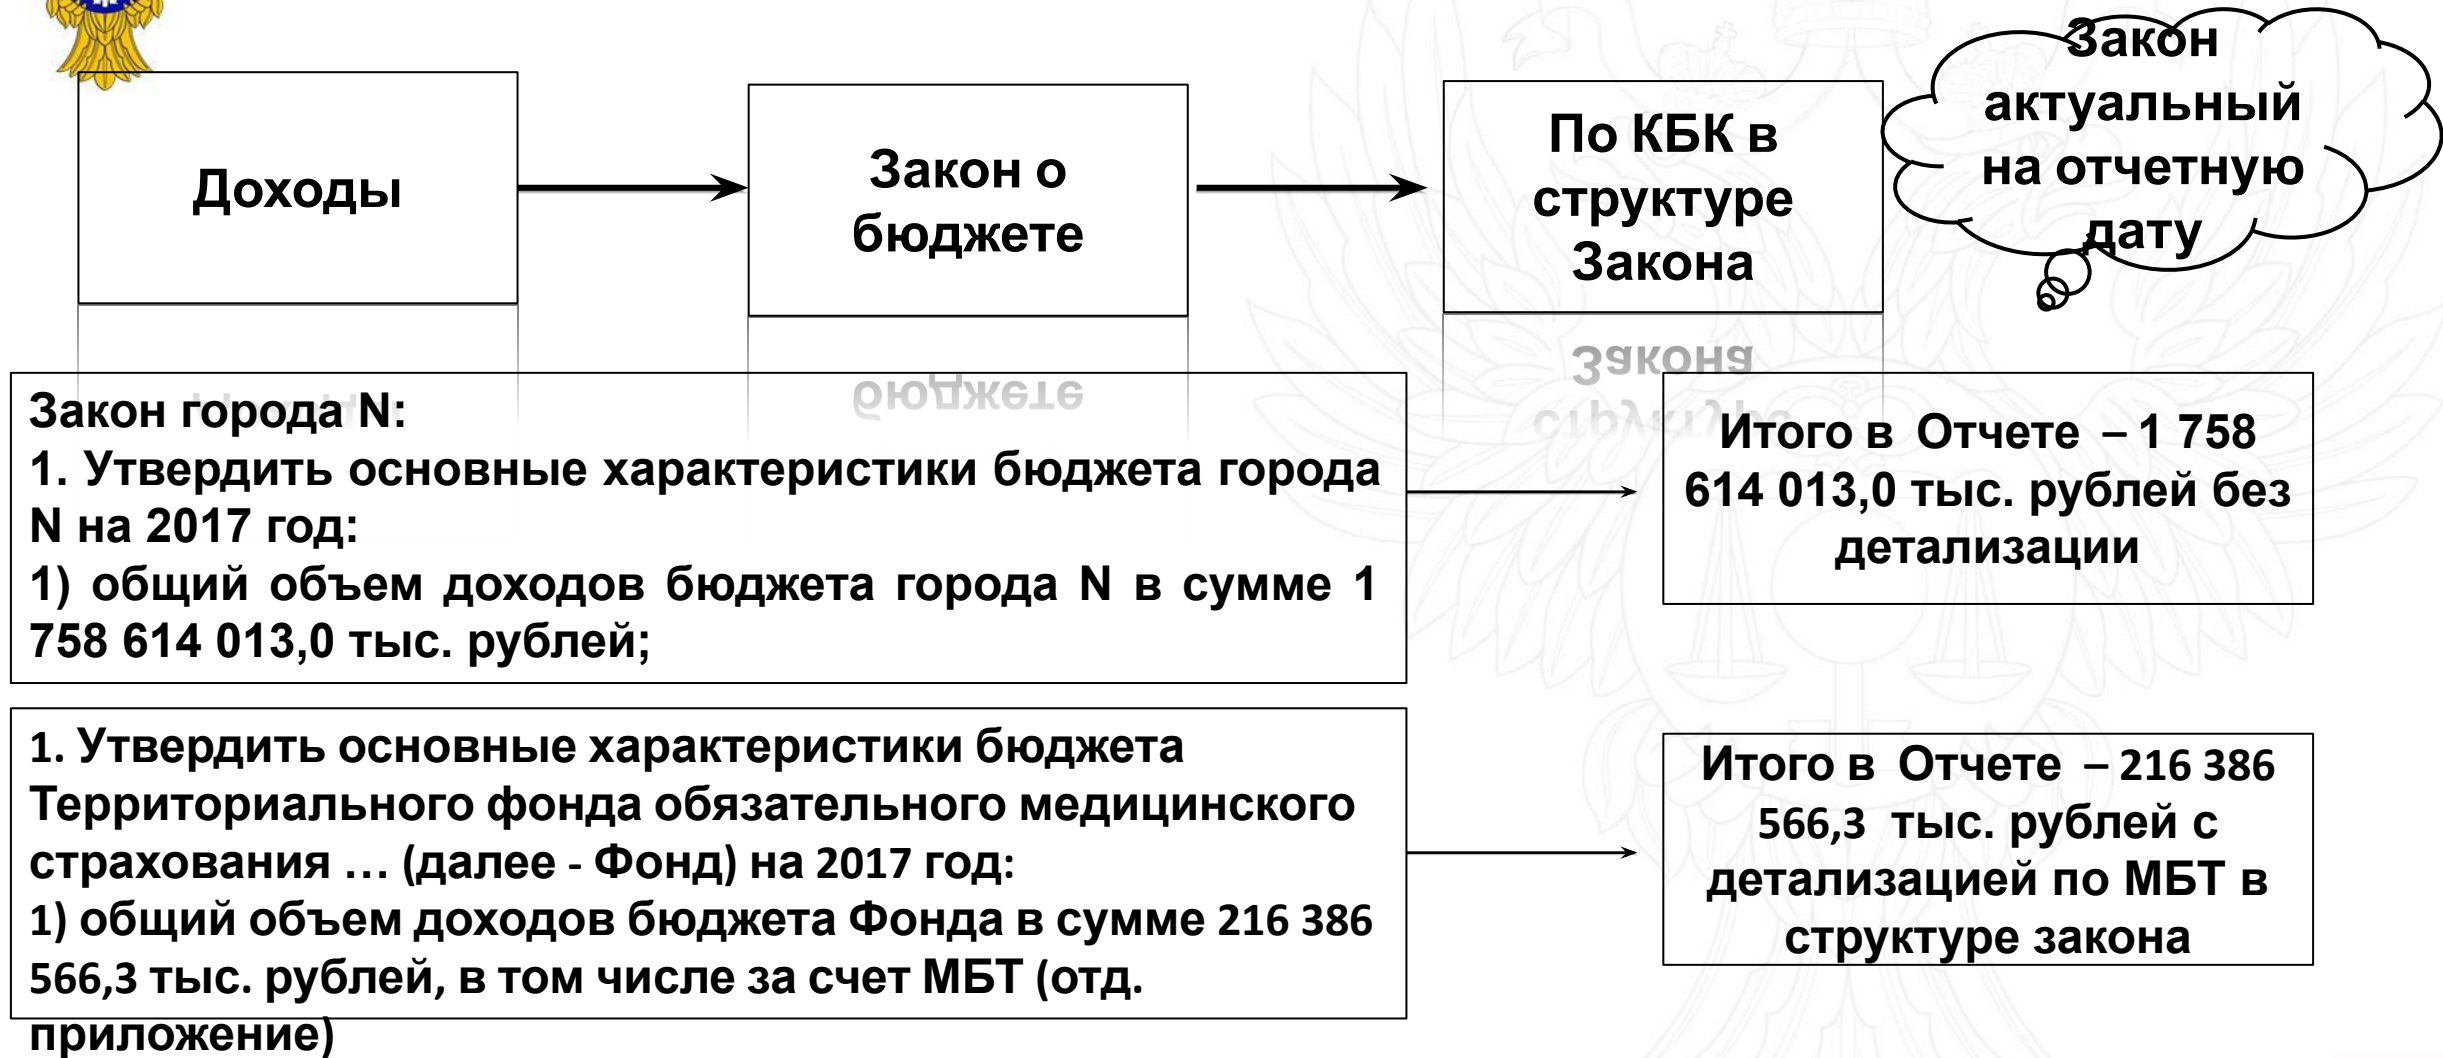 Доходы
Закон о
бюджете
По КБК в
структуре
Закона
Закон
актуальный
на отчетную
дату
Закон города N:
1. Утвердить основные характеристики бюджета города
N на 2017 год:
1) общий объем доходов бюджета города N в сумме 1
758 614 013,0 тыс. рублей;
Итого в Отчете – 1 758
614 013,0 тыс. рублей без
детализации
1. Утвердить основные характеристики бюджета
Территориального фонда обязательного медицинского
страхования … (далее - Фонд) на 2017 год:
1) общий объем доходов бюджета Фонда в сумме 216 386
566,3 тыс. рублей, в том числе за счет МБТ (отд.
приложение)
Итого в Отчете – 216 386
566,3 тыс. рублей с
детализацией по МБТ в
структуре закона